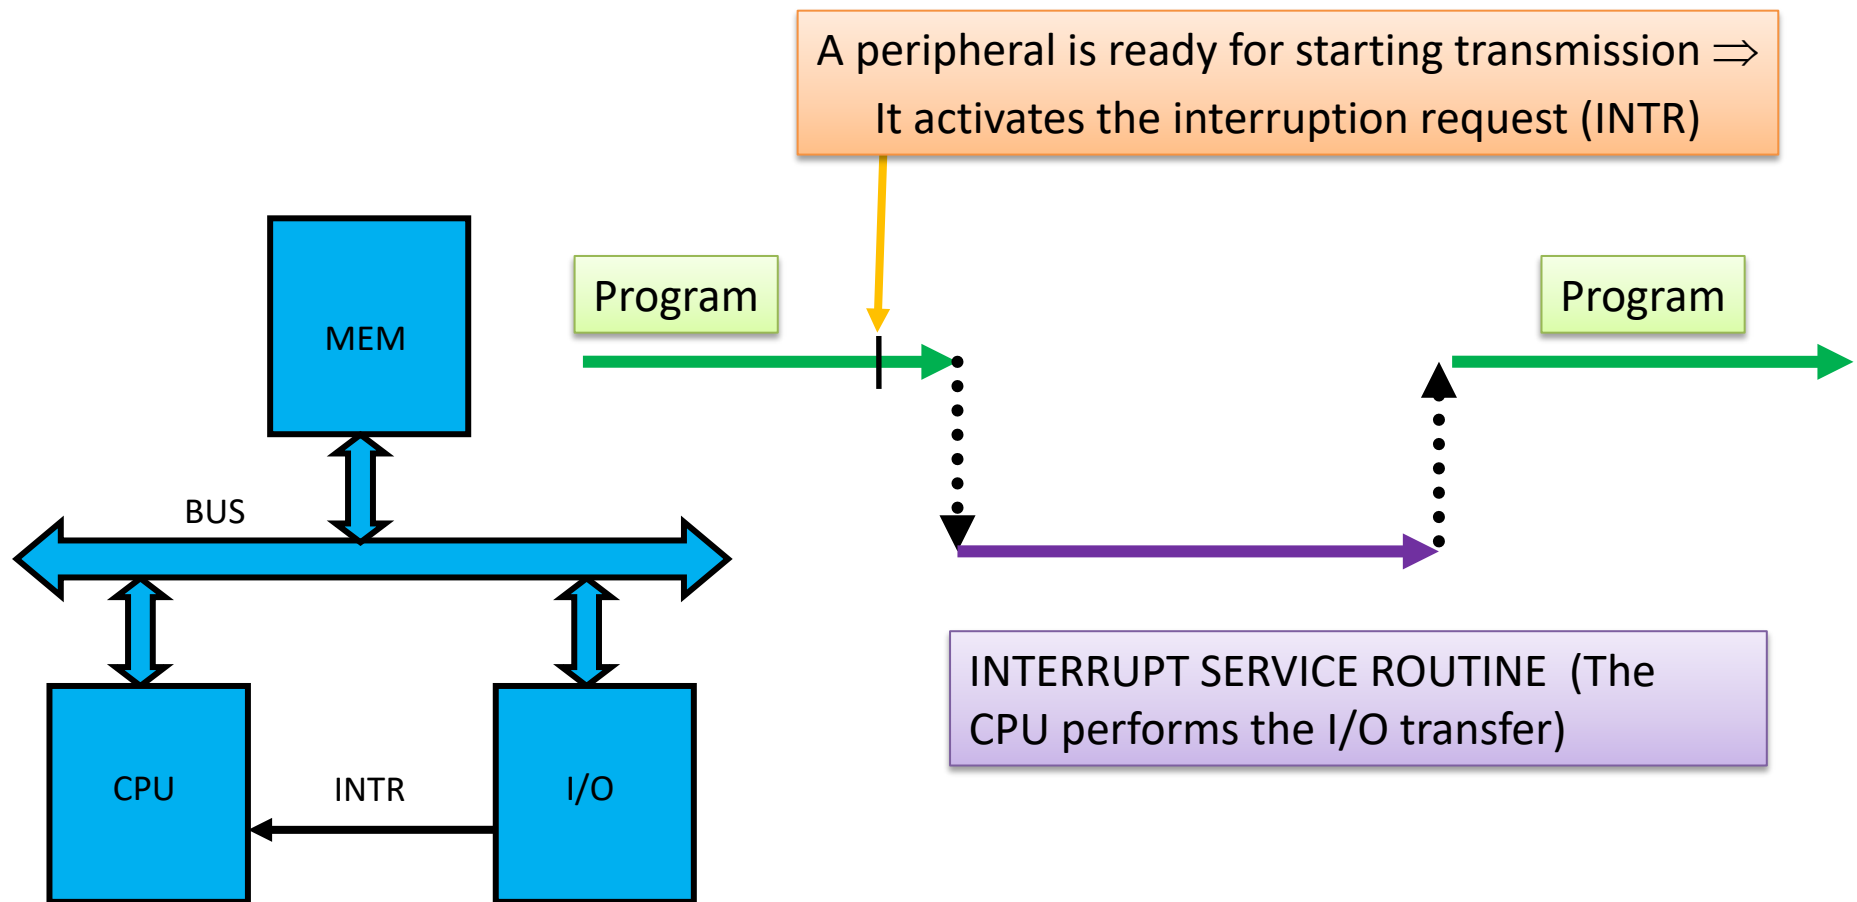 A peripheral is ready for starting transmission ⇒
It activates the interruption request (INTR)
Program
Program
MEM
BUS
INTERRUPT SERVICE ROUTINE (The
CPU performs the I/O transfer)
CPU
INTR
I/O